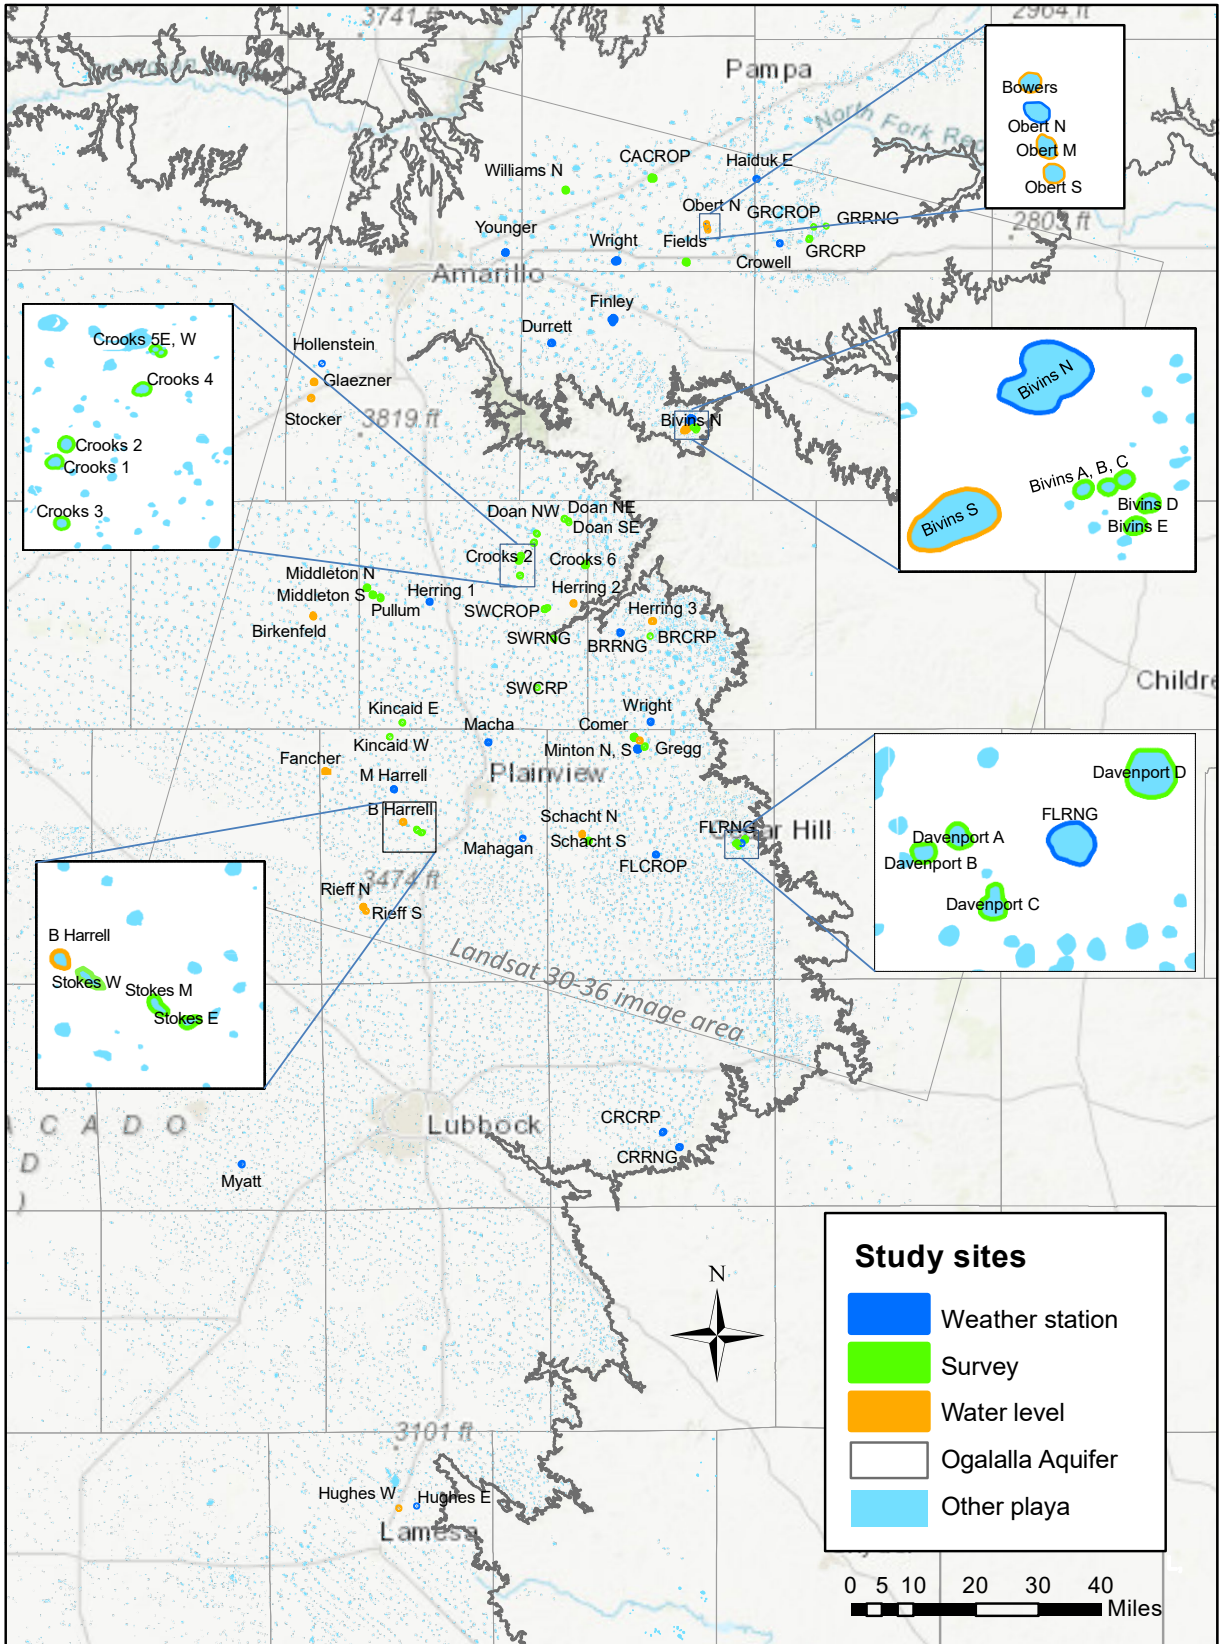 3741 ft
2964 ft
Pampa
North Fork Red
Bowers
Obert N
Obert M
Obert S
CACROP
Haiduk E
Williams N
Obert N
GRCROP
GRRNG
2803 ft
Younger
Wright
Fields
Crowell
GRCRP
Amarillo
Finley
Durrett
Crooks 5E, W
Crooks 4
Crooks 2
Crooks 1
Crooks 3
Hollenstein
Glaezner
Stocker
3819 ft
Bivins N
Bivins N
Bivins A, B, C
Bivins D
Bivins S
Bivins E
Doan NW
Doan NE
Doan SE
Crooks 2
Crooks 6
Middleton N
Middleton S
Pullum
Herring 1
Herring 2
SWCROP
Herring 3
Birkenfeld
SWRNG
BRRNG
BRCRP
SWCRP
Childre
Kincaid E
Wright
Macha
Comer
Kincaid W
Minton N, S
Gregg
Fancher
M Harrell
Plainview
Davenport D
FLRNG
Davenport A
Davenport B
Davenport C
B Harrell
Schacht N
FLRNG
ar Hill
Mahagan
Schacht S
FLCROP
3474 ft
Rieff N
Rieff S
B Harrell
Stokes W
Stokes M
Stokes E
Landsat 30-36 image area
CRCRP
Lubbock
CRRNG
C A D O
D
)
Myatt
N
Study sites
Weather station
Survey
Water level
Ogalalla Aquifer
Other playa
3101 ft
Hughes W
Hughes E
Lamesa
0 5 10 20 30 40
Miles